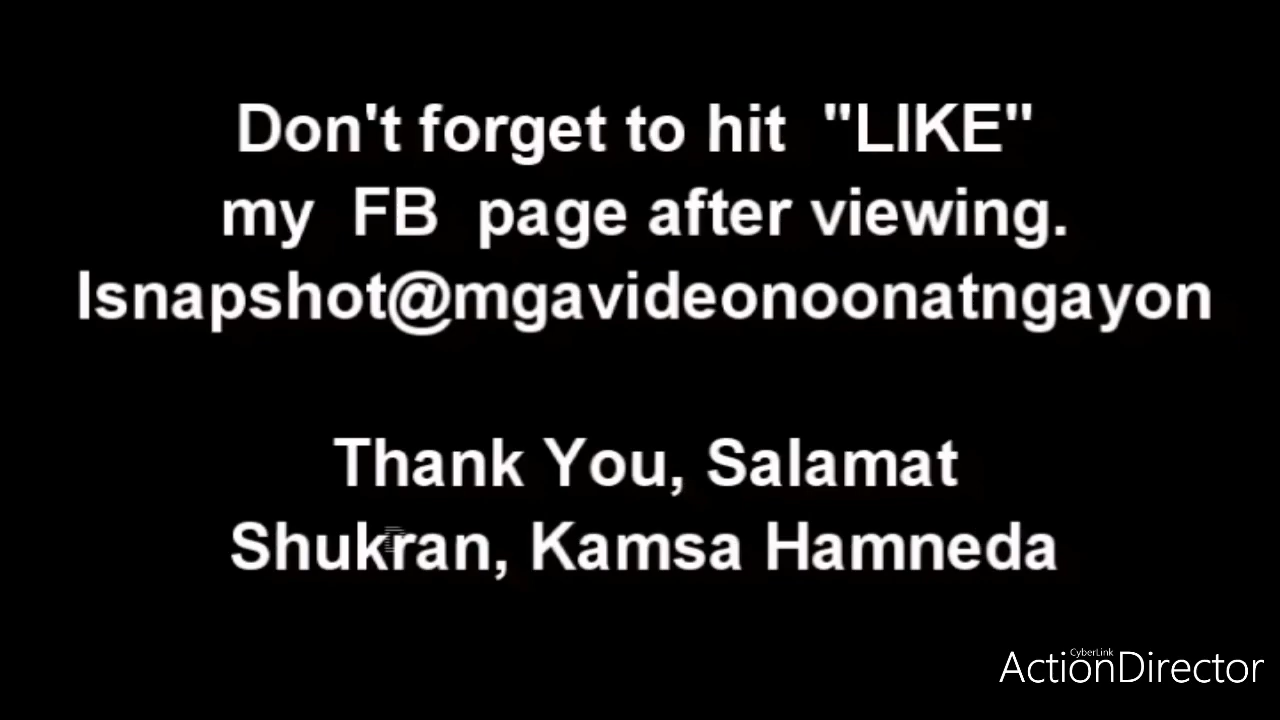 Don't forget to hit "LIKE"
my FB page after viewing.
Isnapshot@mgavideonoonatngayon
Thank You, Salamat
Shukran, Kamsa Hamneda
CyberLink
ActionDirector